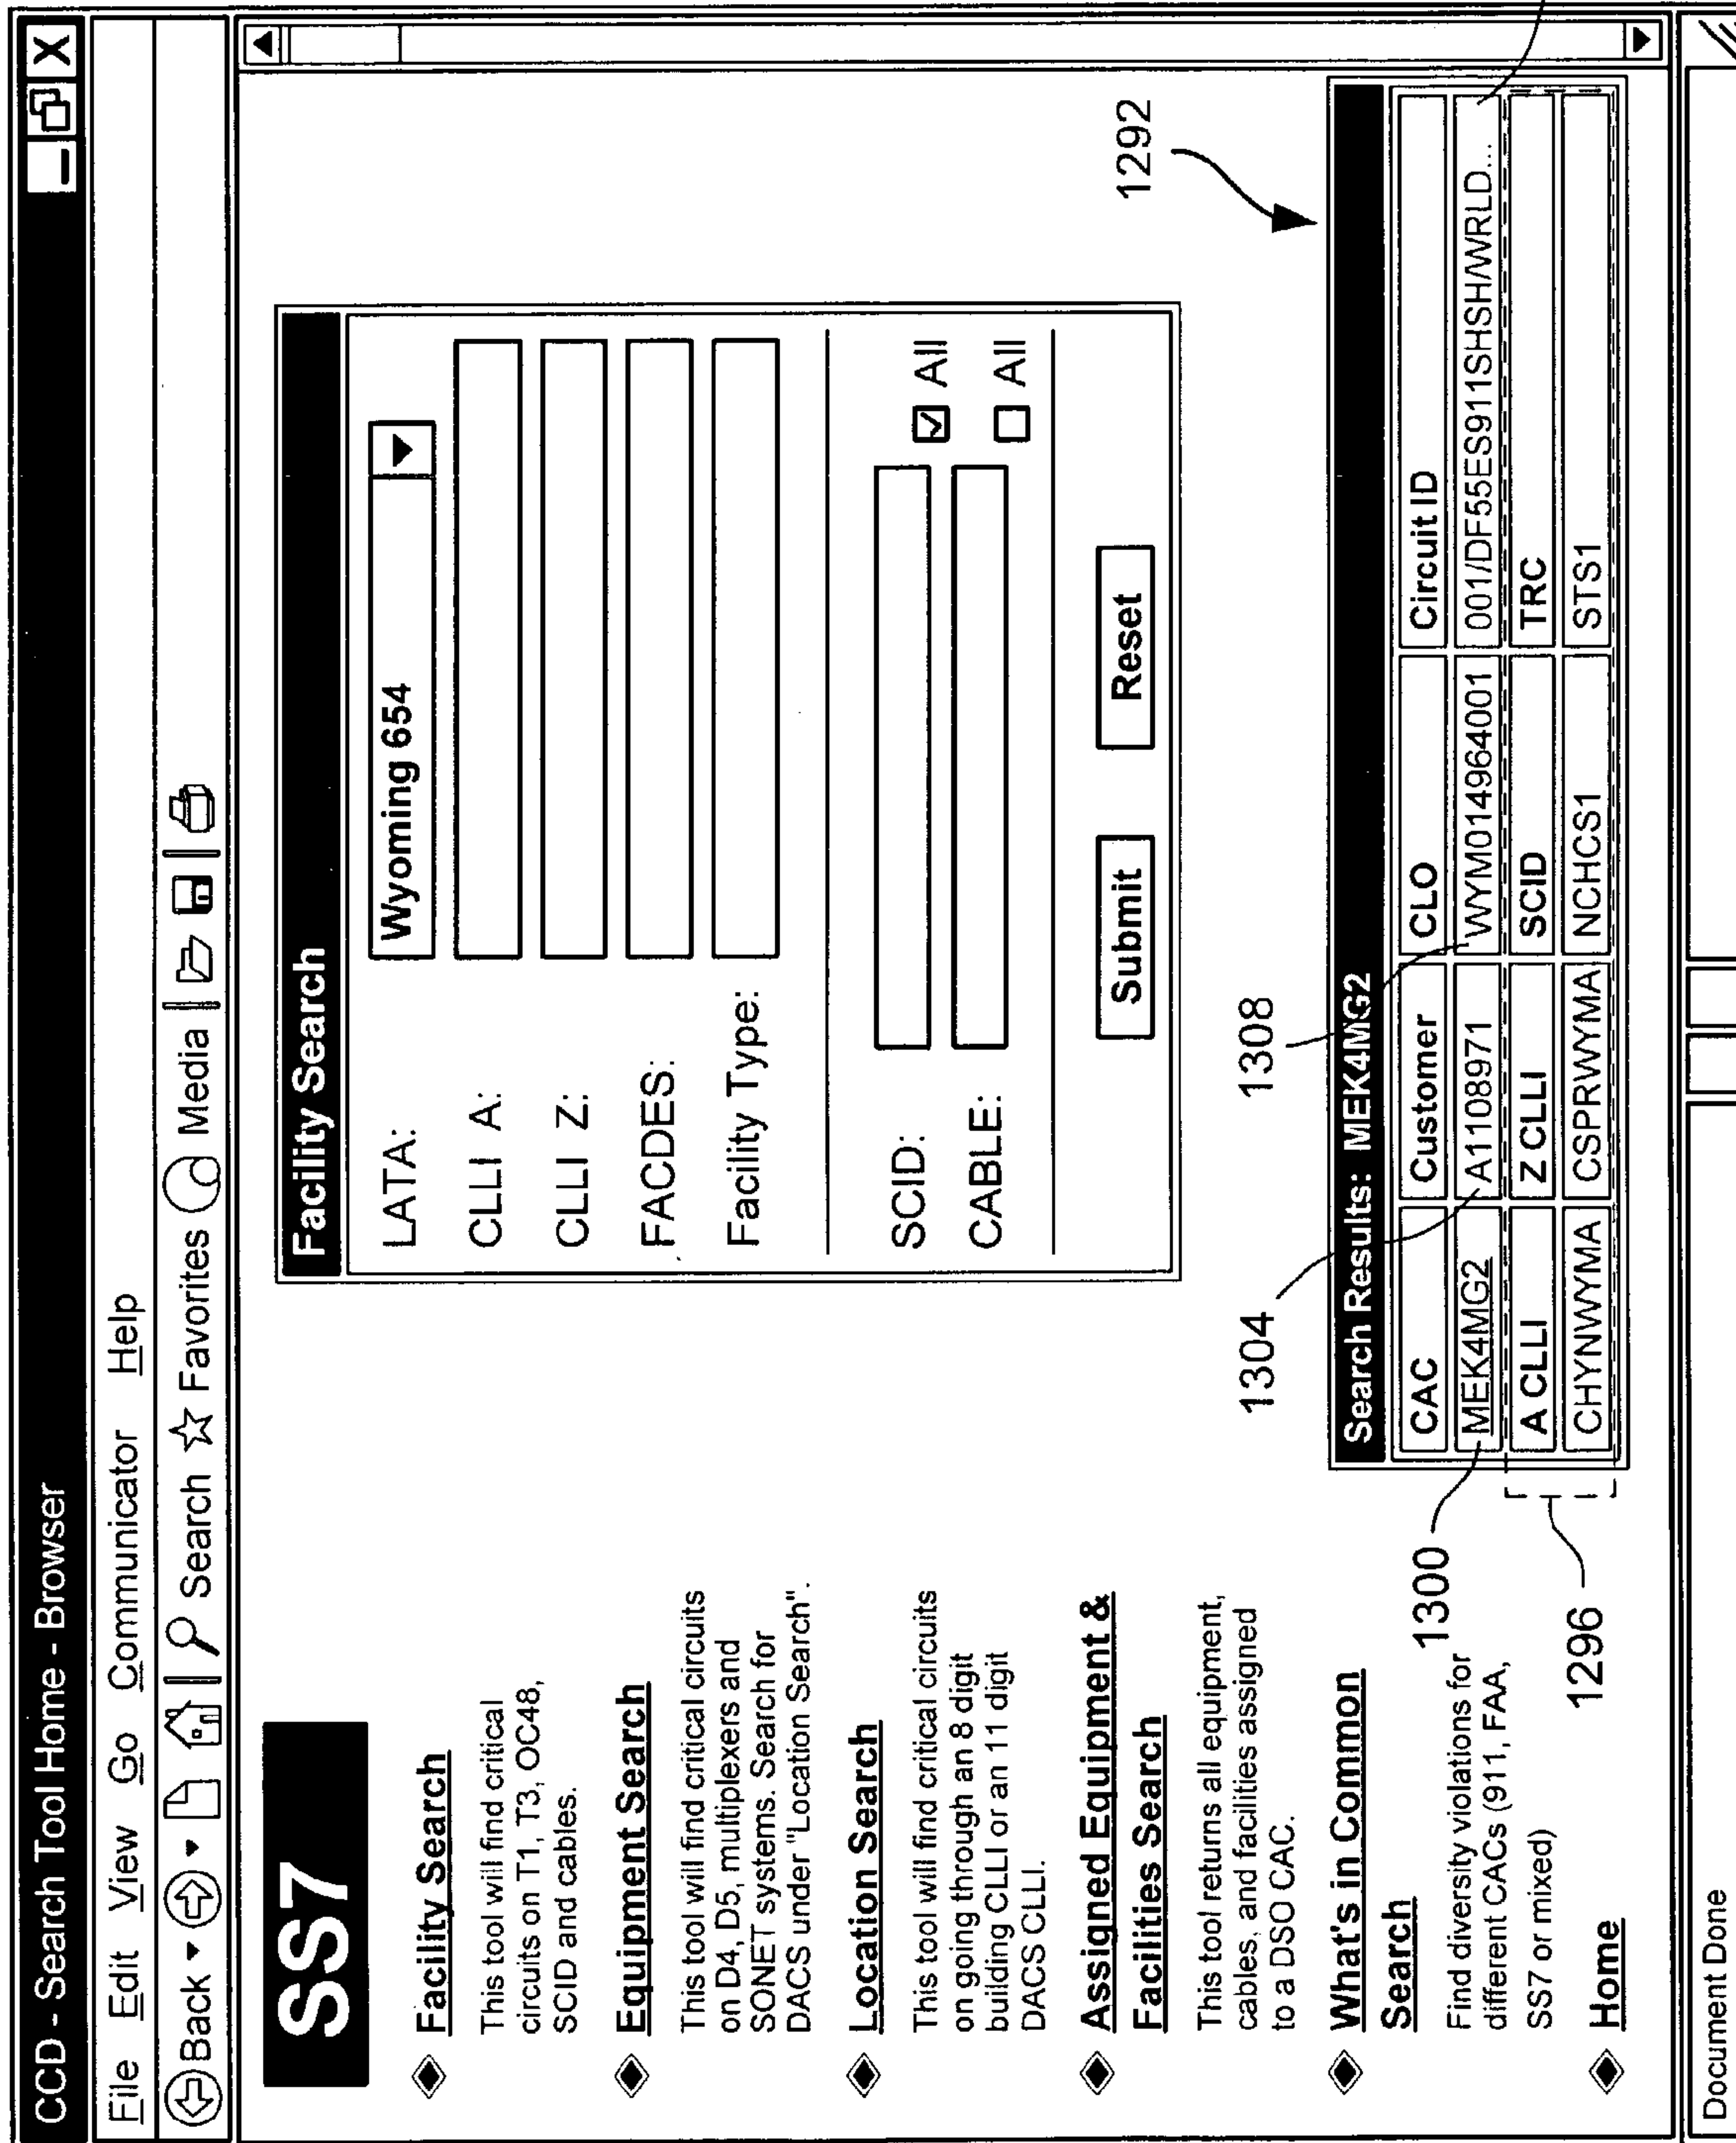 CCD - Search Tool Home - Browser
File Edit View Go Communicator Help
Back Search Favorites Media
SS7
Facility Search
This tool will find critical
circuits on T1, T3, OC48,
SCID and cables.
Equipment Search
This tool will find critical circuits
on D4, D5, multiplexers and
SONET systems. Search for
DACS under "Location Search".
Location Search
This tool will find critical circuits
on going through an 8 digit
building CLLI or an 11 digit
DACS CLLI.
Assigned Equipment &
Facilities Search
This tool returns all equipment,
cables, and facilities assigned
to a DSO CAC.
What's in Common
Search
Find diversity violations for
different CACs (911, FAA,
SS7 or mixed)
Home
Facility Search
LATA: Wyoming 654
CLLI A:
CLLI Z:
FACDES:
Facility Type:
SCID: All
CABLE: All
Submit Reset
1304
1308
1292
1300
1296
Search Results: MEK4MG2
CAC Customer CLO Circuit ID
MEK4MG2 A1108971 WYM014964001 001/DF55ES911SHSH/WRLD...
A CLLI Z CLLI SCID TRC
CHYNWYMA CSPRWYMA NCHCS1 STS1
Document Done